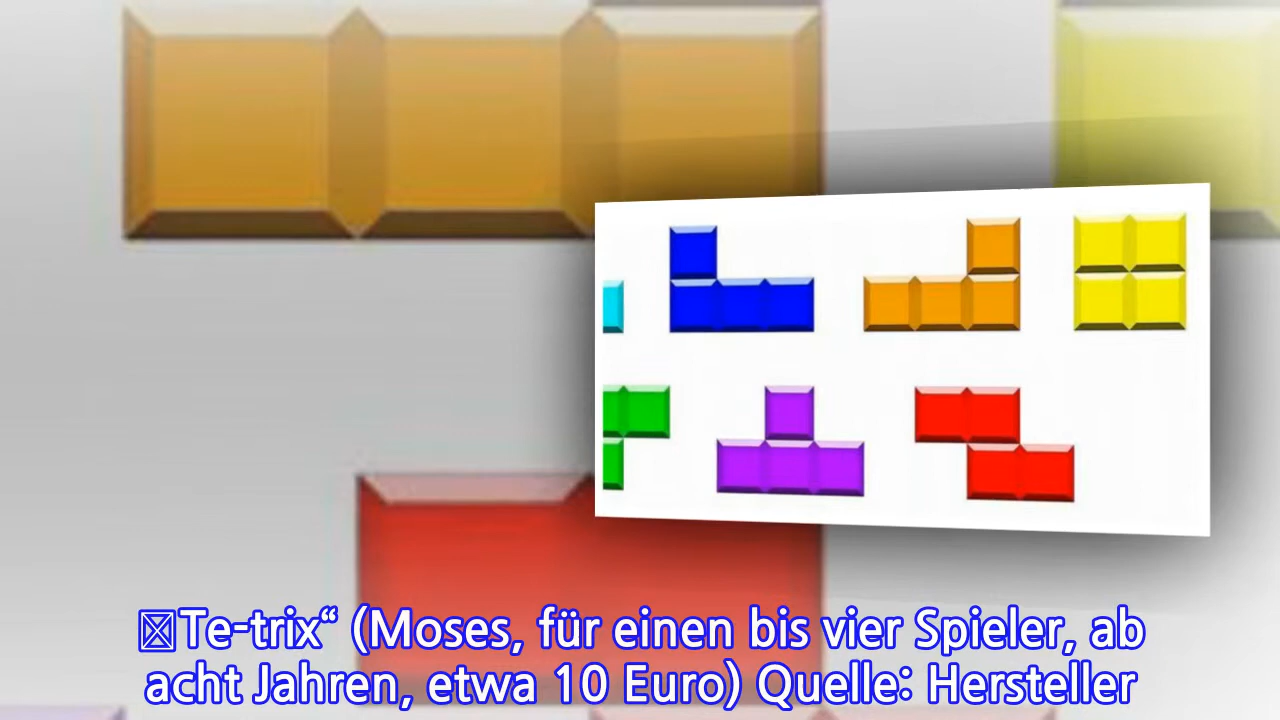 ☒Te-trix“ (Moses, für einen bis vier Spieler, ab
acht Jahren, etwa 10 Euro) Quelle: Hersteller